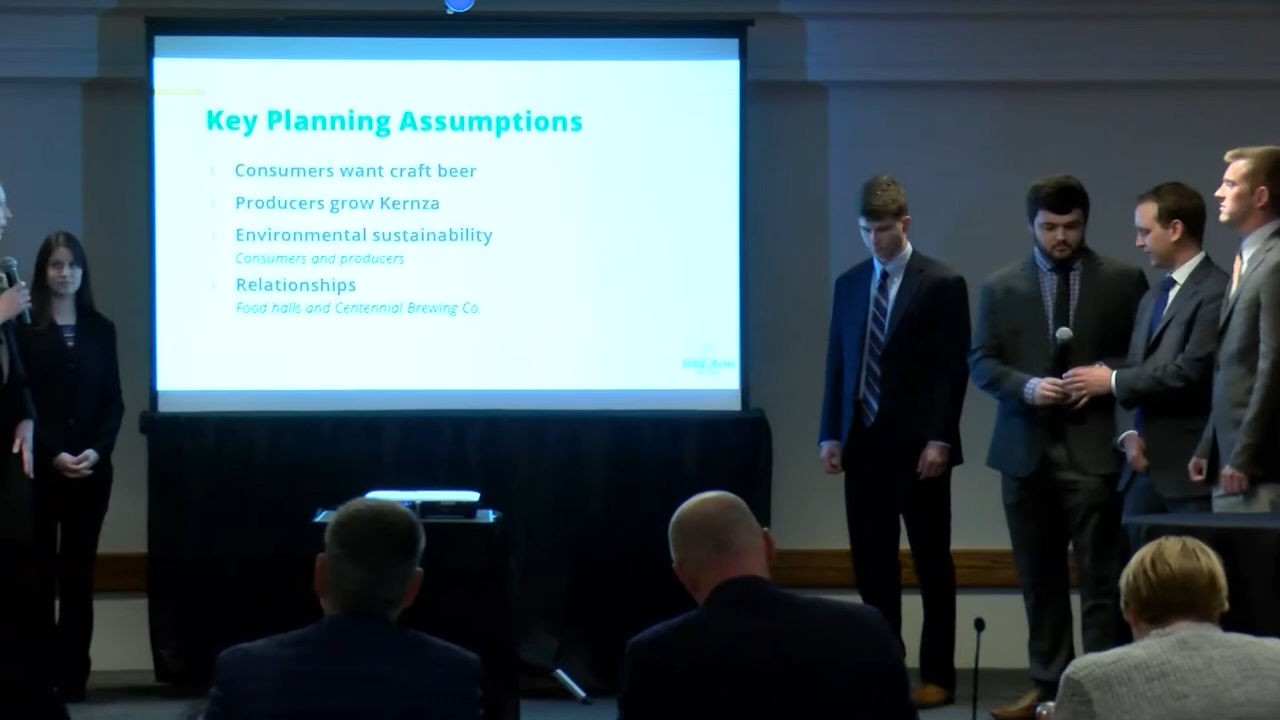 Key Planning Assumptions
Consumers want craft beer
Producers grow Kernza
Environmental sustainability
Consumers and producers
Relationships
Food halls and Centennial Brewing Co.